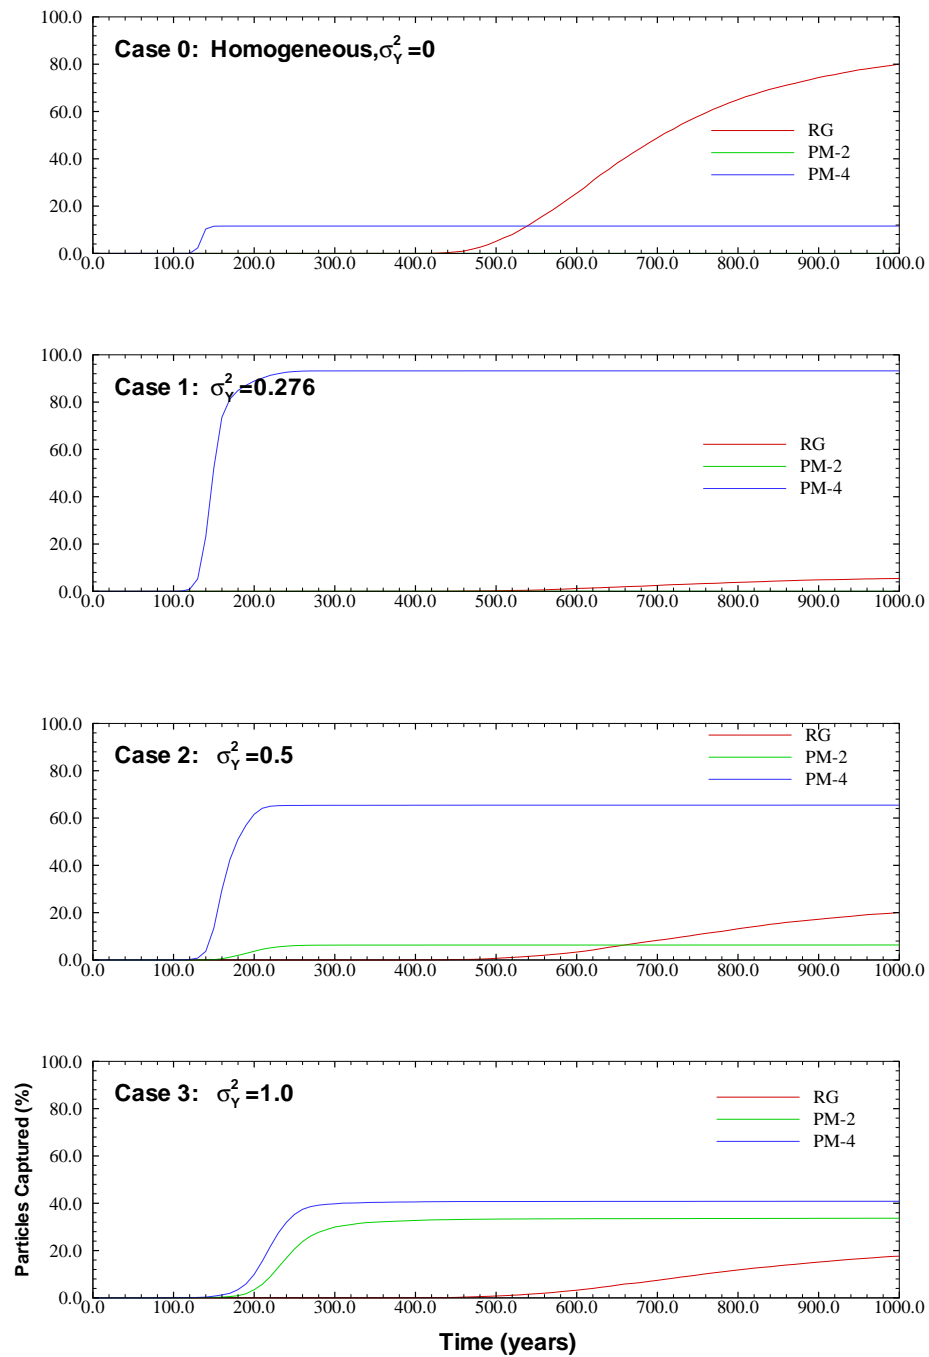 100.0
Case 0: Homogeneous,σ²Y=0
80.0
60.0
RG
PM-2
PM-4
40.0
20.0
0.0
0.0 100.0 200.0 300.0 400.0 500.0 600.0 700.0 800.0 900.0 1000.0
100.0
Case 1: σ²Y=0.276
80.0
60.0
RG
PM-2
PM-4
40.0
20.0
0.0
0.0 100.0 200.0 300.0 400.0 500.0 600.0 700.0 800.0 900.0 1000.0
100.0
RG
Case 2: σ²Y=0.5
PM-2
80.0
PM-4
60.0
40.0
20.0
0.0
0.0 100.0 200.0 300.0 400.0 500.0 600.0 700.0 800.0 900.0 1000.0
100.0
Case 3: σ²Y=1.0
RG
80.0
PM-2
PM-4
60.0
40.0
20.0
0.0
Particles Captured (%)
0.0 100.0 200.0 300.0 400.0 500.0 600.0 700.0 800.0 900.0 1000.0
Time (years)